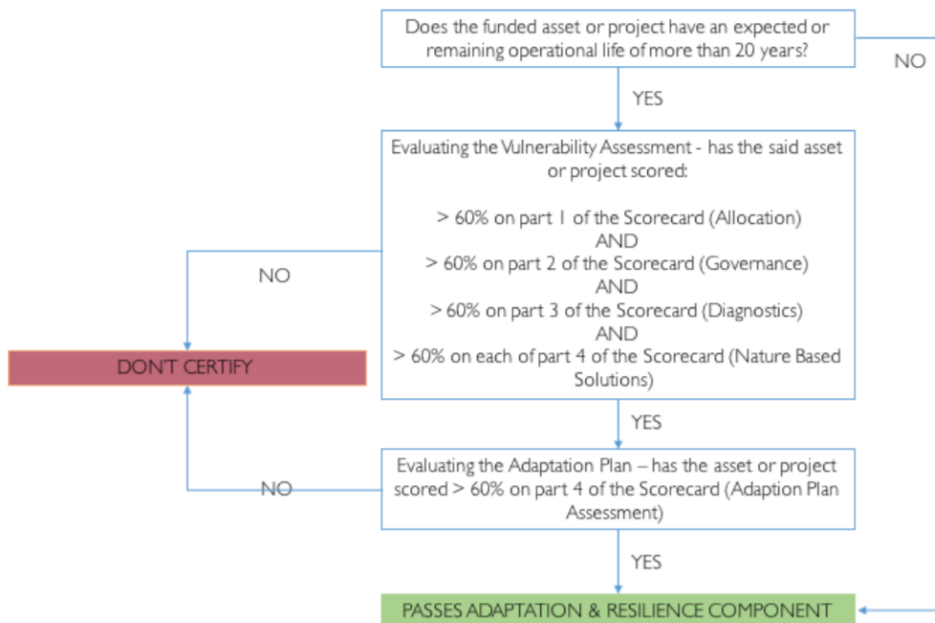 Does the funded asset or project have an expected or
remaining operational life of more than 20 years?
NO
YES
Evaluating the Vulnerability Assessment - has the said asset
or project scored:
> 60% on part 1 of the Scorecard (Allocation)
AND
> 60% on part 2 of the Scorecard (Governance)
AND
> 60% on part 3 of the Scorecard (Diagnostics)
AND
> 60% on each of part 4 of the Scorecard (Nature Based
Solutions)
NO
DON'T CERTIFY
YES
Evaluating the Adaptation Plan – has the asset or project
scored > 60% on part 4 of the Scorecard (Adaption Plan
Assessment)
NO
YES
PASSES ADAPTATION & RESILIENCE COMPONENT